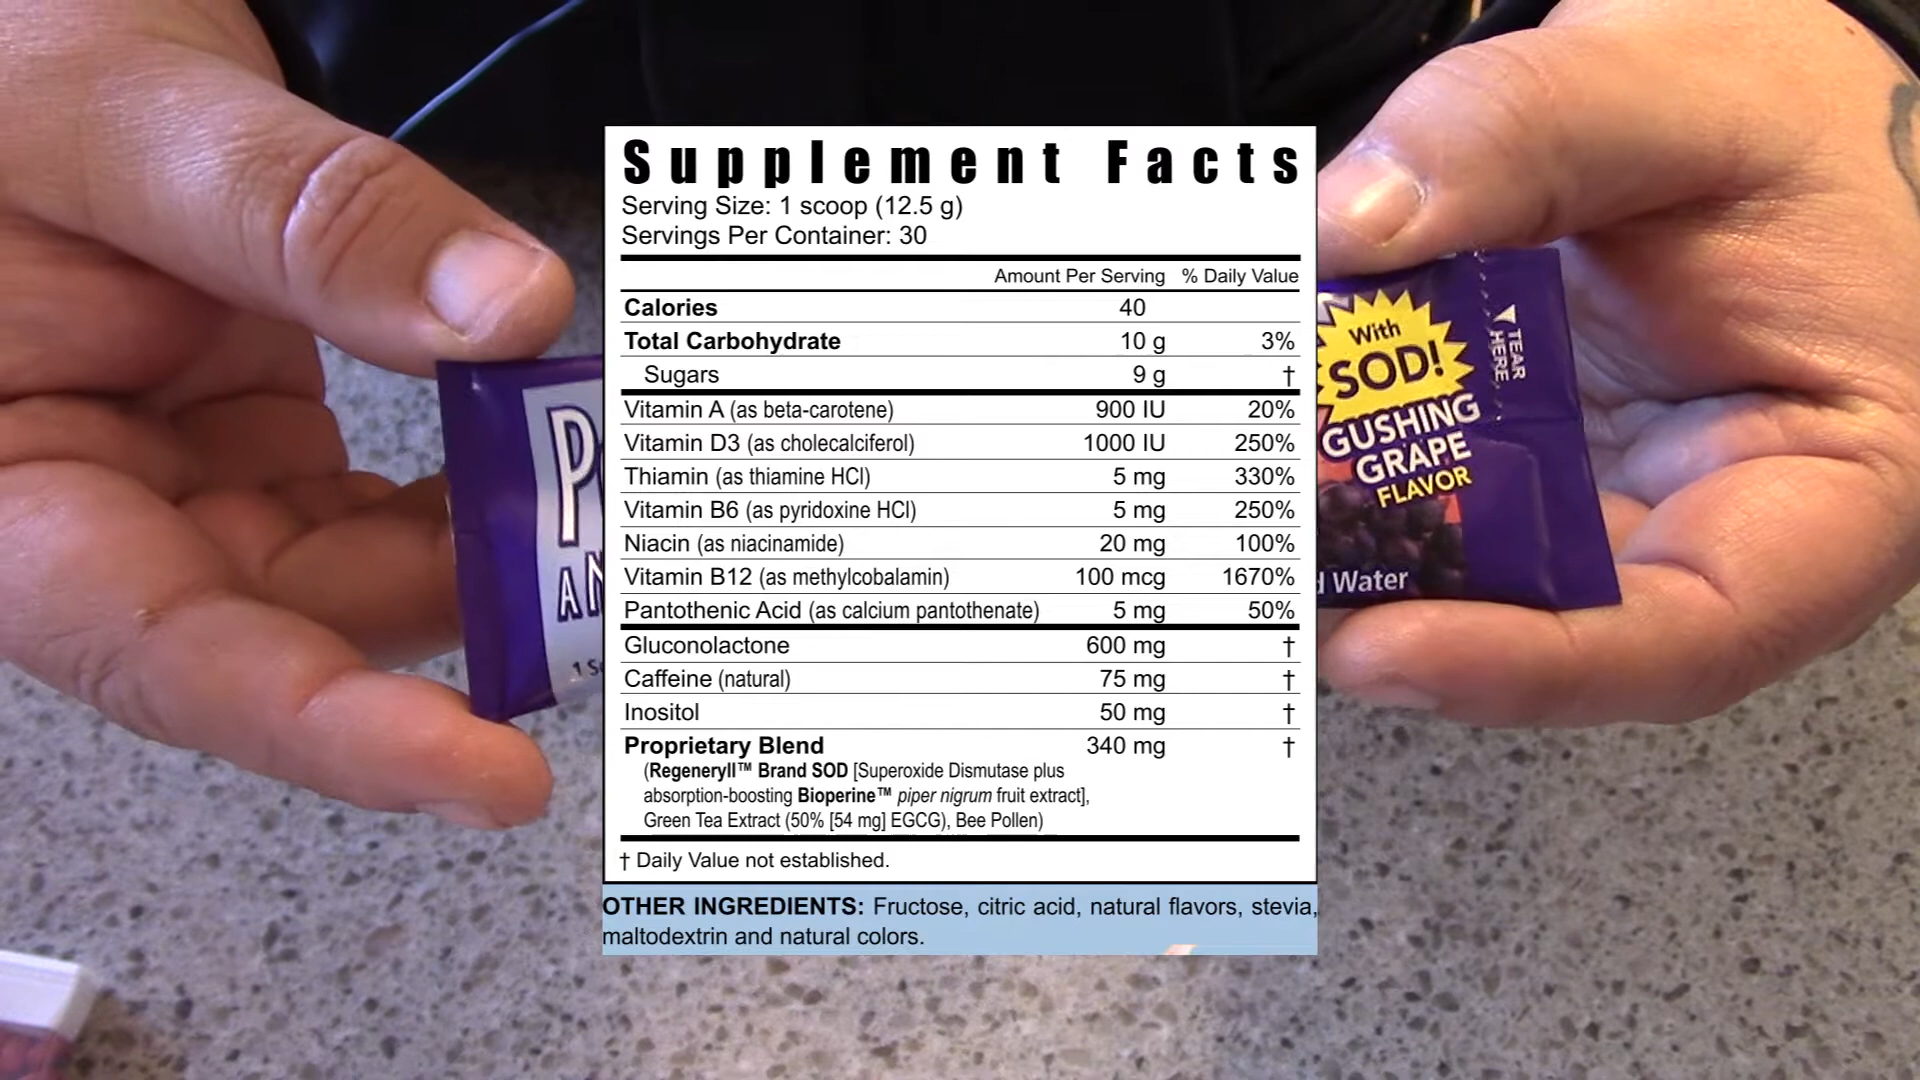 Supplement Facts
Serving Size: 1 scoop (12.5 g)
Servings Per Container: 30
Amount Per Serving % Daily Value
Calories 40
Total Carbohydrate 10 g 3%
Sugars 9 g †
Vitamin A (as beta-carotene) 900 IU 20%
Vitamin D3 (as cholecalciferol) 1000 IU 250%
Thiamin (as thiamine HCl) 5 mg 330%
Vitamin B6 (as pyridoxine HCl) 5 mg 250%
Niacin (as niacinamide) 20 mg 100%
Vitamin B12 (as methylcobalamin) 100 mcg 1670%
Pantothenic Acid (as calcium pantothenate) 5 mg 50%
Gluconolactone 600 mg †
Caffeine (natural) 75 mg †
Inositol 50 mg †
Proprietary Blend 340 mg †
(Regeneryll™ Brand SOD [Superoxide Dismutase plus
absorption-boosting Bioperine™ piper nigrum fruit extract],
Green Tea Extract (50% [54 mg] EGCG), Bee Pollen)
† Daily Value not established.
OTHER INGREDIENTS: Fructose, citric acid, natural flavors, stevia,
maltodextrin and natural colors.
With
SOD!
GUSHING
GRAPE
FLAVOR
Water
TEAR
HERE